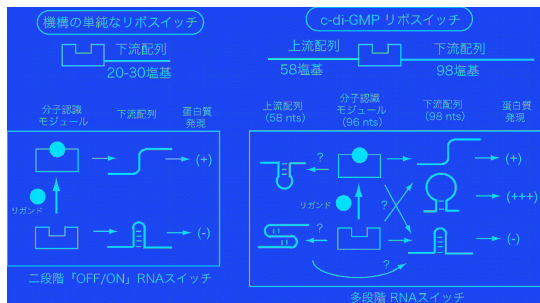 機構の単純なリボスイッチ
下流配列
20-30塩基
分子認識
モジュール
下流配列
蛋白質
発現
(+)
リガンド
(-)
二段階「OFF/ON」RNAスイッチ
c-di-GMP リボスイッチ
上流配列
58塩基
下流配列
98塩基
上流配列
(58 nts)
分子認識
モジュール
(96 nts)
下流配列
(98 nts)
蛋白質
発現
?
(+)
リガンド
?
(+++)
?
(-)
?
多段階 RNAスイッチ